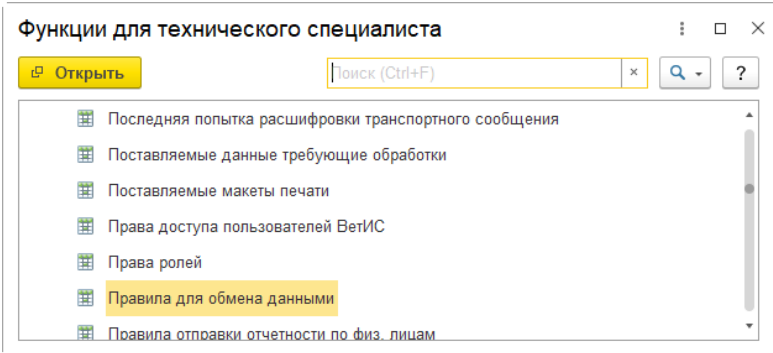 Функции для технического специалиста
Открыть
Поиск (Ctrl+F)
×
?
Последняя попытка расшифровки транспортного сообщения
Поставляемые данные требующие обработки
Поставляемые макеты печати
Права доступа пользователей ВетИС
Права ролей
Правила для обмена данными
Правила отправки отчетности по физ. лицам